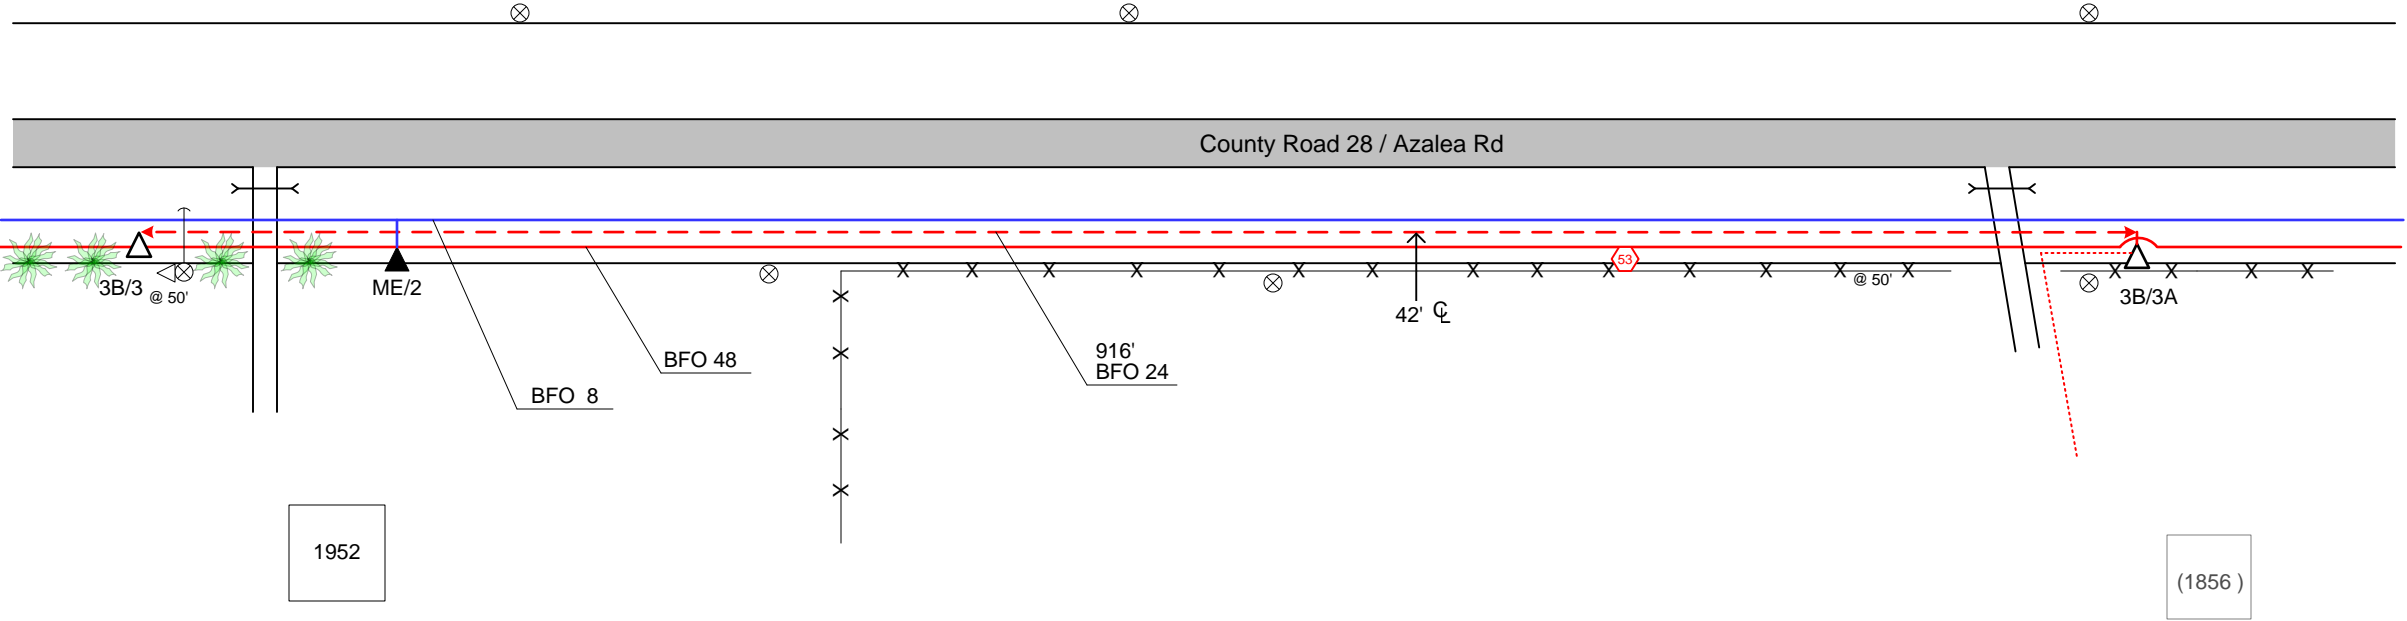 County Road 28 / Azalea Rd
53
3B/3
@ 50'
ME/2
@ 50'
3B/3A
42' ℄
BFO 48
916'
BFO 24
BFO  8
1952
(1856 )